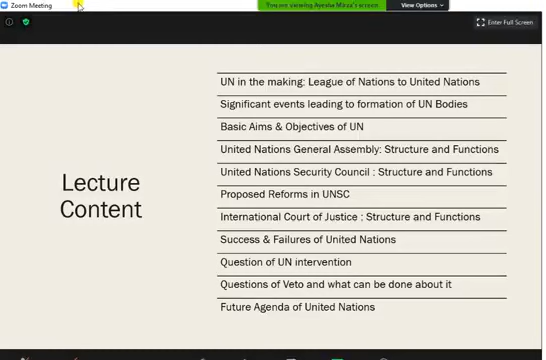 Zoom Meeting
You are viewing Ayesha Mirza's screen
View Options
Enter Full Screen
Lecture
Content
UN in the making: League of Nations to United Nations
Significant events leading to formation of UN Bodies
Basic Aims & Objectives of UN
United Nations General Assembly: Structure and Functions
United Nations Security Council : Structure and Functions
Proposed Reforms in UNSC
International Court of Justice : Structure and Functions
Success & Failures of United Nations
Question of UN intervention
Questions of Veto and what can be done about it
Future Agenda of United Nations